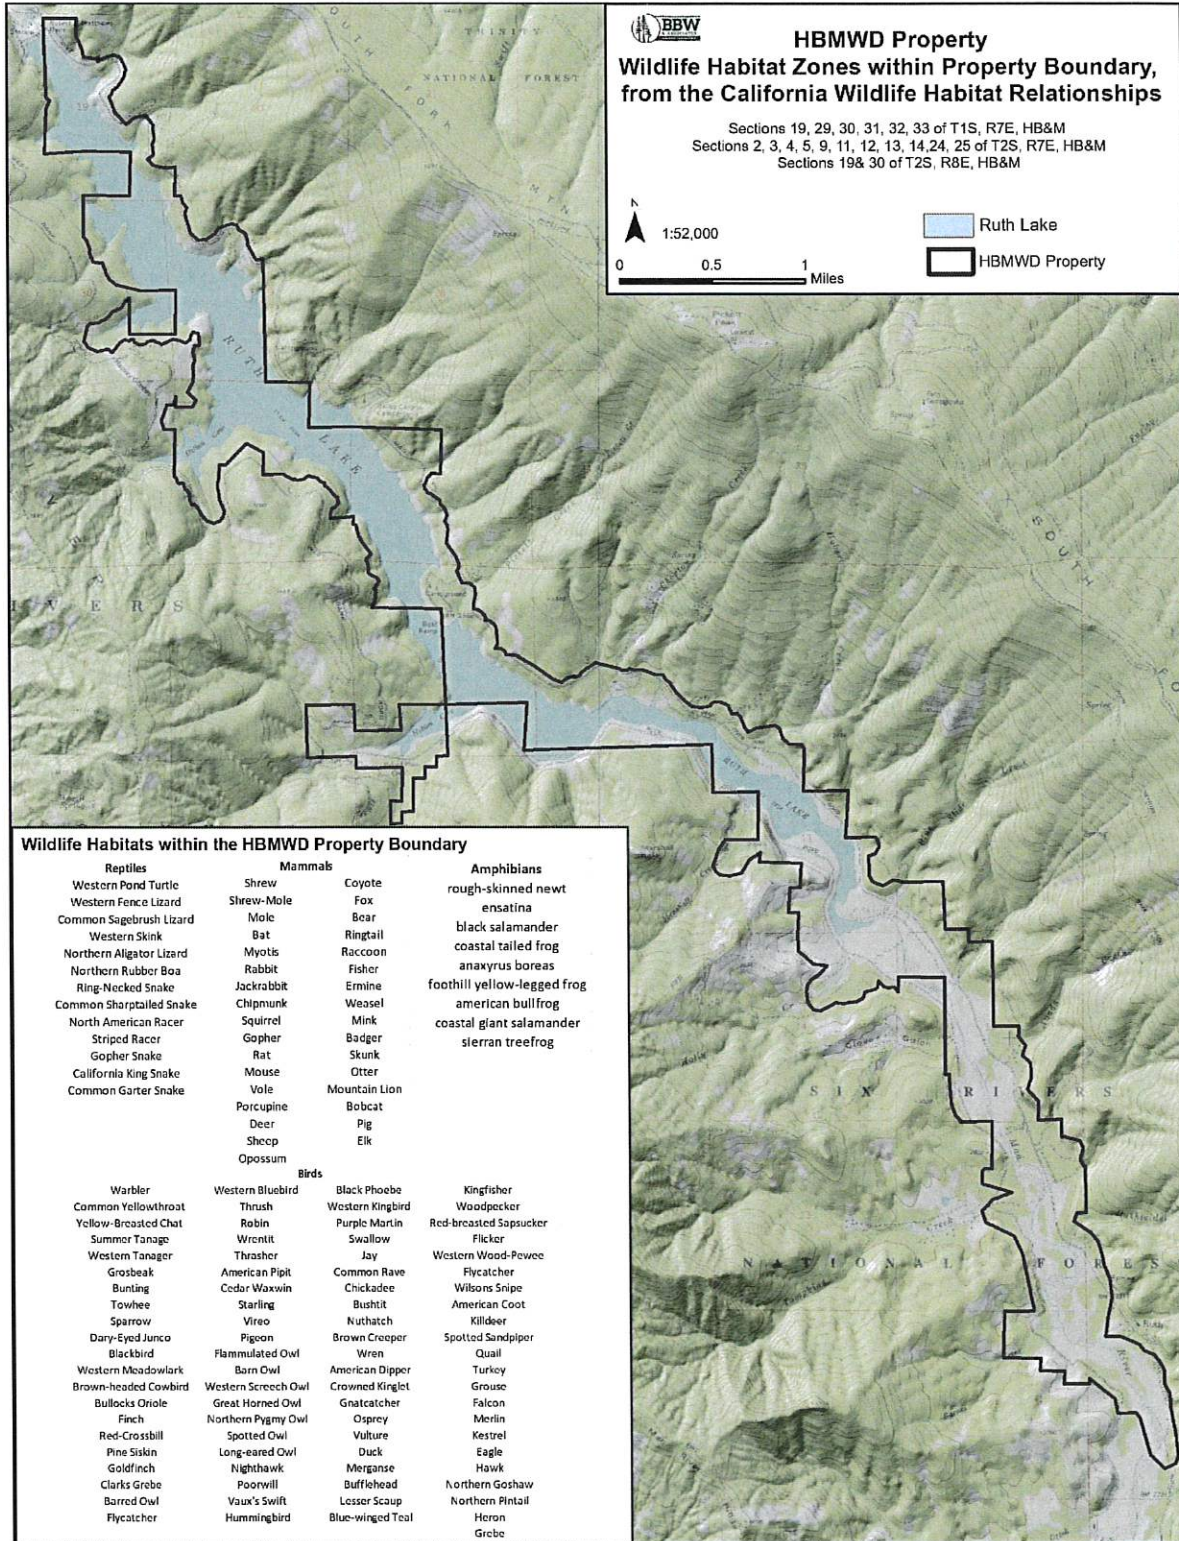 BBW
& ASSOCIATES
HBMWD Property
Wildlife Habitat Zones within Property Boundary,
from the California Wildlife Habitat Relationships
Sections 19, 29, 30, 31, 32, 33 of T1S, R7E, HB&M
Sections 2, 3, 4, 5, 9, 11, 12, 13, 14,24, 25 of T2S, R7E, HB&M
Sections 19& 30 of T2S, R8E, HB&M
N
1:52,000
0 0.5 1
Miles
Ruth Lake
HBMWD Property
TRINITY
NATIONAL FOREST
SOUTH FORK
MTN
RUTH LAKE
Campground
Boat Ramp
SOUTH
IVERS
RUTH LAKE
SIX RIVERS
Mad
NATIONAL FORES
River
Creek
Wildlife Habitats within the HBMWD Property Boundary
Reptiles
Western Pond Turtle
Western Fence Lizard
Common Sagebrush Lizard
Western Skink
Northern Aligator Lizard
Northern Rubber Boa
Ring-Necked Snake
Common Sharptailed Snake
North American Racer
Striped Racer
Gopher Snake
California King Snake
Common Garter Snake
Mammals
Shrew
Shrew-Mole
Mole
Bat
Myotis
Rabbit
Jackrabbit
Chipmunk
Squirrel
Gopher
Rat
Mouse
Vole
Porcupine
Deer
Sheep
Opossum
Coyote
Fox
Bear
Ringtail
Raccoon
Fisher
Ermine
Weasel
Mink
Badger
Skunk
Otter
Mountain Lion
Bobcat
Pig
Elk
Amphibians
rough-skinned newt
ensatina
black salamander
coastal tailed frog
anaxyrus boreas
foothill yellow-legged frog
american bullfrog
coastal giant salamander
sierran treefrog
Birds
Warbler
Common Yellowthroat
Yellow-Breasted Chat
Summer Tanage
Western Tanager
Grosbeak
Bunting
Towhee
Sparrow
Dary-Eyed Junco
Blackbird
Western Meadowlark
Brown-headed Cowbird
Bullocks Oriole
Finch
Red-Crossbill
Pine Siskin
Goldfinch
Clarks Grebe
Barred Owl
Flycatcher
Western Bluebird
Thrush
Robin
Wrentit
Thrasher
American Pipit
Cedar Waxwin
Starling
Vireo
Pigeon
Flammulated Owl
Barn Owl
Western Screech Owl
Great Horned Owl
Northern Pygmy Owl
Spotted Owl
Long-eared Owl
Nighthawk
Poorwill
Vaux's Swift
Hummingbird
Black Phoebe
Western Kingbird
Purple Martin
Swallow
Jay
Common Rave
Chickadee
Bushtit
Nuthatch
Brown Creeper
Wren
American Dipper
Crowned Kinglet
Gnatcatcher
Osprey
Vulture
Duck
Merganse
Bufflehead
Lesser Scaup
Blue-winged Teal
Kingfisher
Woodpecker
Red-breasted Sapsucker
Flicker
Western Wood-Pewee
Flycatcher
Wilsons Snipe
American Coot
Killdeer
Spotted Sandpiper
Quail
Turkey
Grouse
Falcon
Merlin
Kestrel
Eagle
Hawk
Northern Goshaw
Northern Pintail
Heron
Grebe